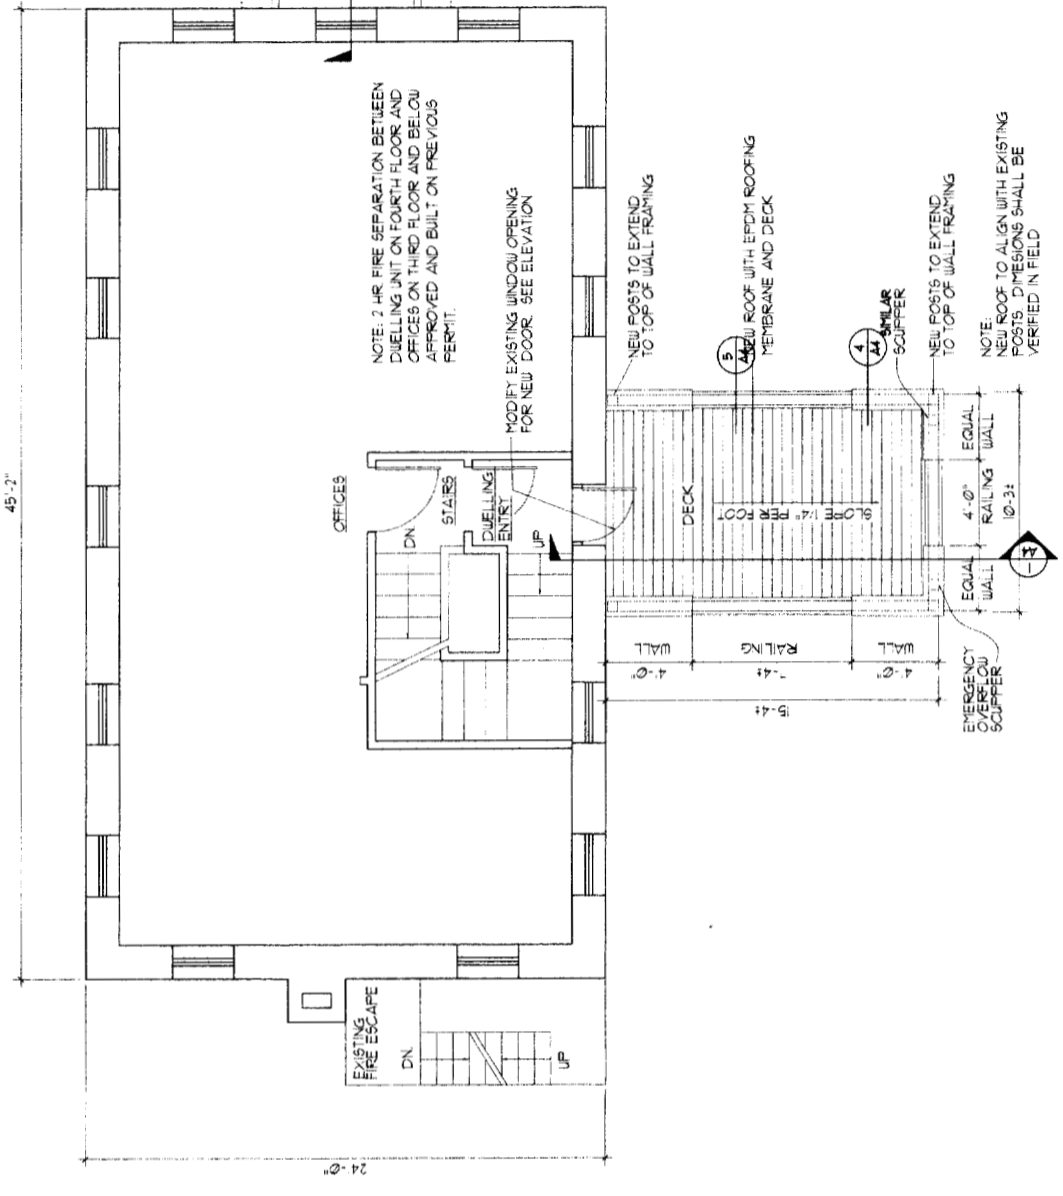 45'-2"
NOTE: 2 HR. FIRE SEPARATION BETWEEN
DWELLING UNIT ON FOURTH FLOOR AND
OFFICES ON THIRD FLOOR AND BELOW
APPROVED AND BUILT ON PREVIOUS
PERMIT.
MODIFY EXISTING WINDOW OPENING
FOR NEW DOOR. SEE ELEVATION
OFFICES
STAIRS
DWELLING
ENTRY
DN.
UP
NEW POSTS TO EXTEND
TO TOP OF WALL FRAMING
5
A4
NEW ROOF WITH EPDM ROOFING
MEMBRANE AND DECK
4
A4
SIMILAR
SCUPPER
NEW POSTS TO EXTEND
TO TOP OF WALL FRAMING
NOTE:
NEW ROOF TO ALIGN WITH EXISTING
POSTS. DIMESIONS SHALL BE
VERIFIED IN FIELD
DECK
SLOPE 1/4" PER FOOT
EQUAL
WALL
4'-0"
RAILING
EQUAL
WALL
10'-3±
1
A4
WALL
4'-0"
RAILING
7'-4±
WALL
4'-0"
15'-4±
EMERGENCY
OVERFLOW
SCUPPER
EXISTING
FIRE ESCAPE
DN.
UP
24'-0"